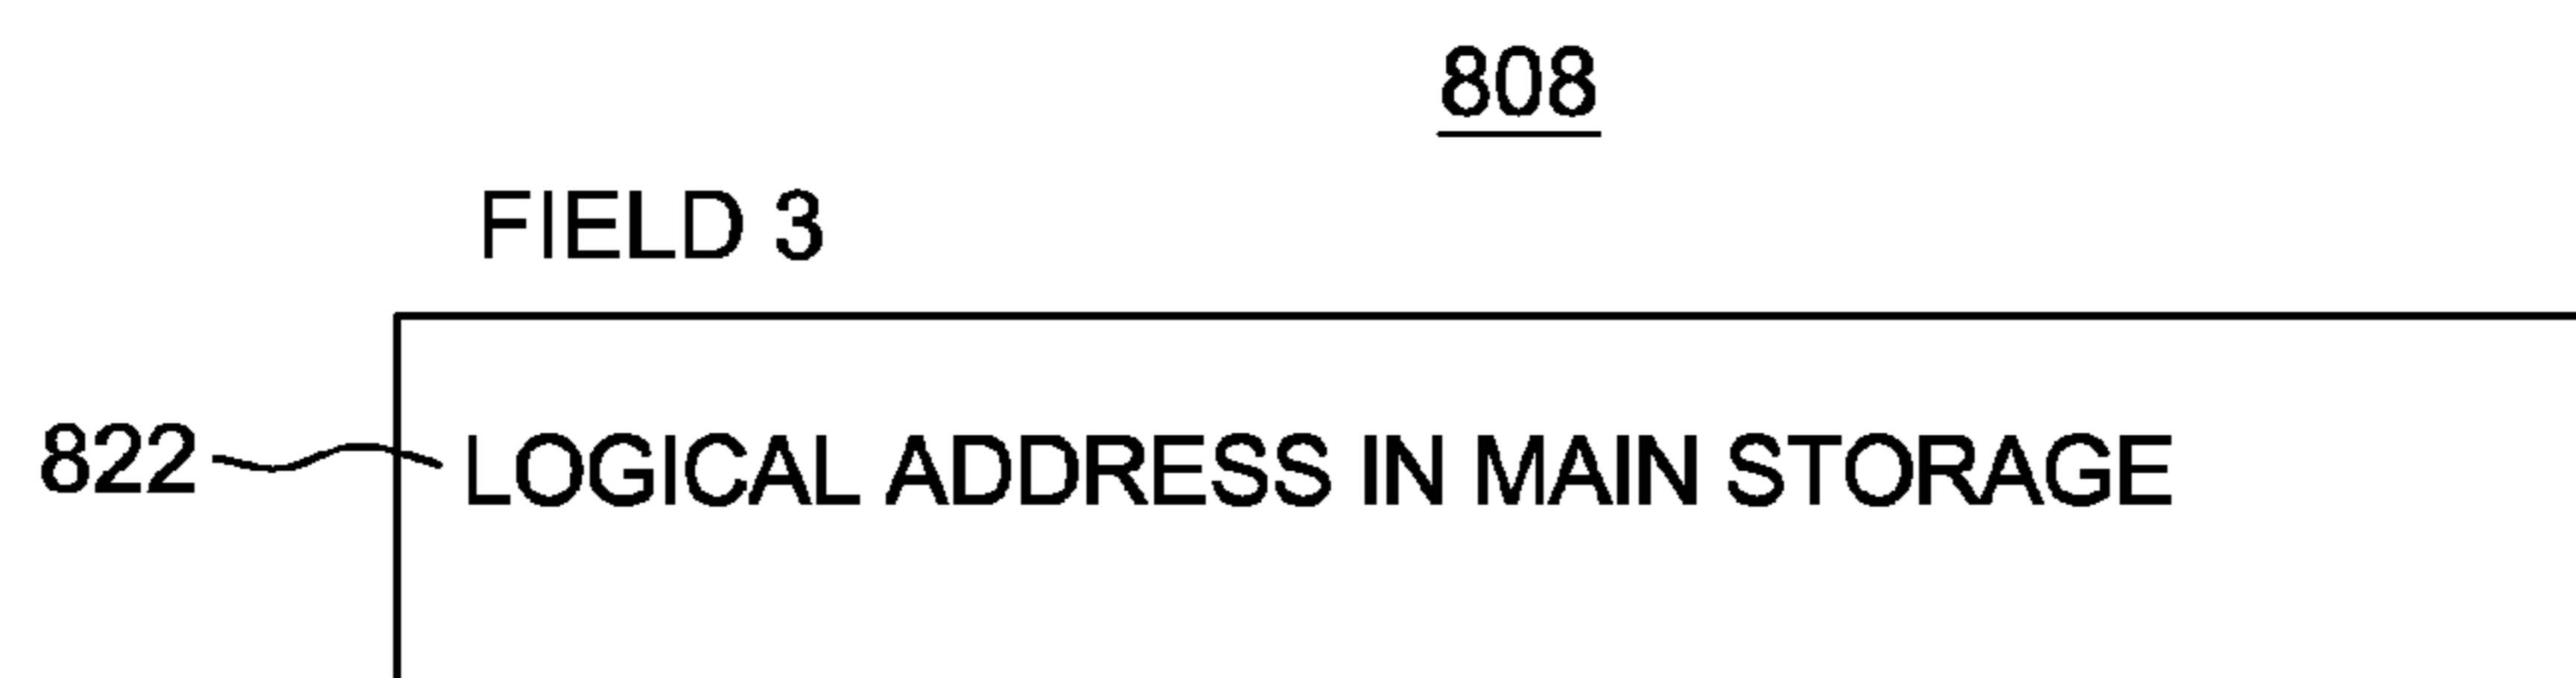 808
FIELD 3
822 LOGICAL ADDRESS IN MAIN STORAGE